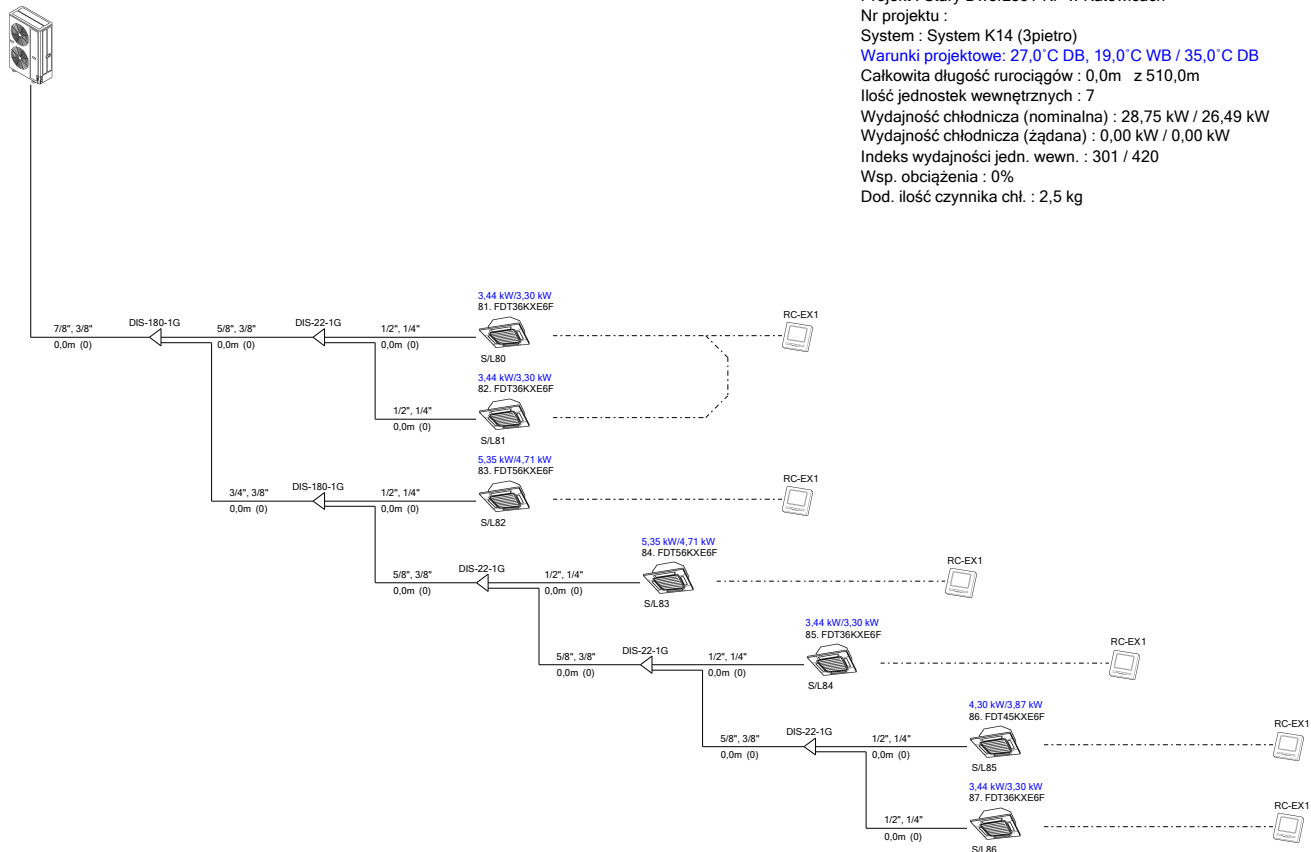 Nr projektu :
System : System K14 (3pietro)
Warunki projektowe: 27,0°C DB, 19,0°C WB / 35,0°C DB
Całkowita długość rurociągów : 0,0m z 510,0m
Ilość jednostek wewnętrznych : 7
Wydajność chłodnicza (nominalna) : 28,75 kW / 26,49 kW
Wydajność chłodnicza (żądana) : 0,00 kW / 0,00 kW
Indeks wydajności jedn. wewn. : 301 / 420
Wsp. obciążenia : 0%
Dod. ilość czynnika chł. : 2,5 kg
3,44 kW/3,30 kW
81. FDT36KXE6F
RC-EX1
7/8", 3/8"
DIS-180-1G
5/8", 3/8"
DIS-22-1G
1/2", 1/4"
0,0m (0)
0,0m (0)
0,0m (0)
S/L80
3,44 kW/3,30 kW
82. FDT36KXE6F
1/2", 1/4"
0,0m (0)
S/L81
5,35 kW/4,71 kW
83. FDT56KXE6F
RC-EX1
3/4", 3/8"
DIS-180-1G
1/2", 1/4"
0,0m (0)
0,0m (0)
S/L82
5,35 kW/4,71 kW
84. FDT56KXE6F
RC-EX1
5/8", 3/8"
DIS-22-1G
1/2", 1/4"
0,0m (0)
0,0m (0)
S/L83
3,44 kW/3,30 kW
85. FDT36KXE6F
RC-EX1
5/8", 3/8"
DIS-22-1G
1/2", 1/4"
0,0m (0)
0,0m (0)
S/L84
4,30 kW/3,87 kW
86. FDT45KXE6F
RC-EX1
5/8", 3/8"
DIS-22-1G
1/2", 1/4"
0,0m (0)
0,0m (0)
S/L85
3,44 kW/3,30 kW
87. FDT36KXE6F
RC-EX1
1/2", 1/4"
0,0m (0)
S/L86